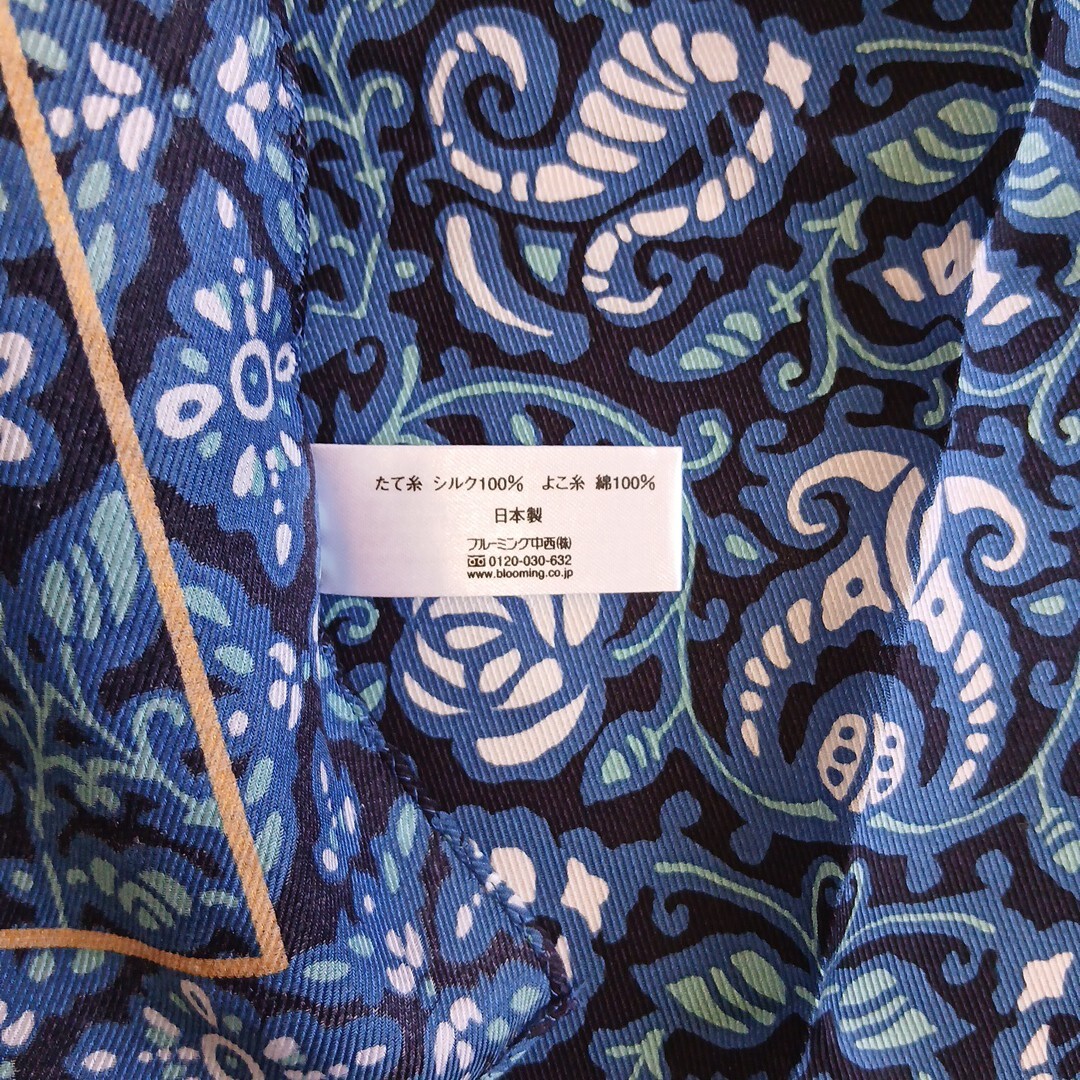 たて糸 シルク100% よこ糸 綿100%
日本製
ブルーミング中西㈱
0120-030-632
www.blooming.co.jp